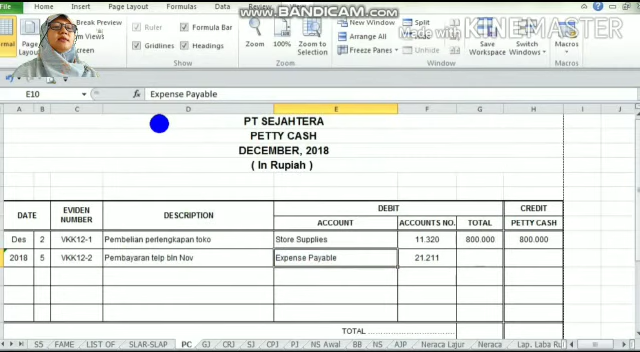 WWW.BANDICAM.COM
Made with KINEMASTER
Home
Break Preview
Screen
Normal
Page
Layout
Ruler
Formula Bar
Gridlines
Headings
Show
Zoom
100%
Zoom to
Selection
Zoom
New Window
Arrange All
Freeze Panes
Split
Hide
Unhide
Window
Save
Workspace
Switch
Windows
Macros
Macros
E10
fx
Expense Payable
A B C D E F G H I J
PT SEJAHTERA
PETTY CASH
DECEMBER, 2018
( In Rupiah )
DATE EVIDEN NUMBER DESCRIPTION DEBIT CREDIT
ACCOUNT ACCOUNTS NO. TOTAL PETTY CASH
Des 2 VKK12-1 Pembelian perlengkapan toko Store Supplies 11.320 800.000 800.000
2018 5 VKK12-2 Pembayaran telp bln Nov Expense Payable 21.211
TOTAL
S5 FAME LIST OF SLAR-SLAP PC GJ CRJ SJ CPJ PJ NS Awal BB NS AJP Neraca Lajur Neraca Lap. Laba Ru